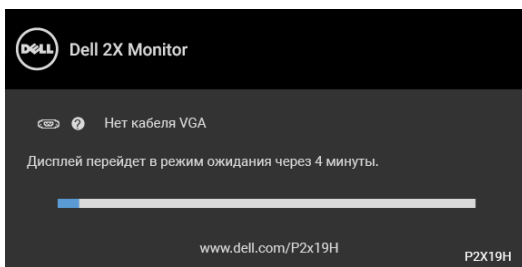 DELL Dell 2X Monitor
Нет кабеля VGA
Дисплей перейдет в режим ожидания через 4 минуты.
www.dell.com/P2x19H
P2X19H